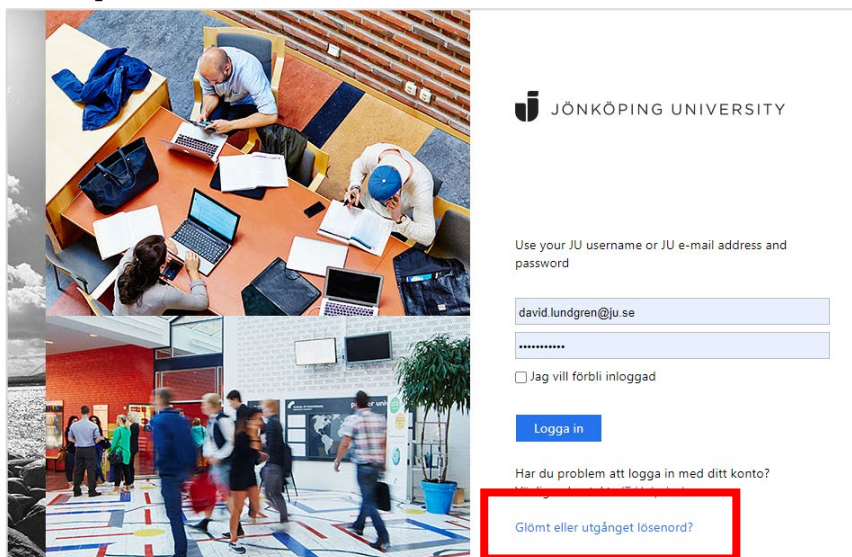 JÖNKÖPING UNIVERSITY
Use your JU username or JU e-mail address and
password
david.lundgren@ju.se
•••••••••••
Jag vill förbli inloggad
Logga in
Har du problem att logga in med ditt konto?
Glömt eller utgånget lösenord?